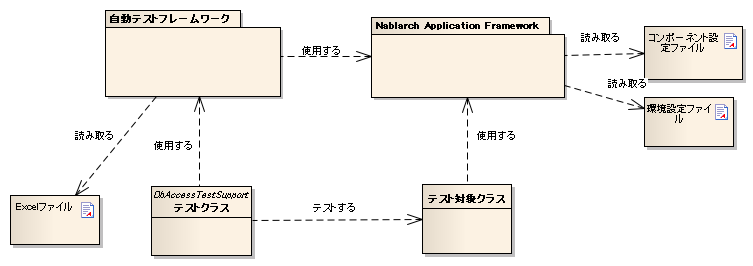 自動テストフレームワーク
Nablarch Application Framework
使用する
読み取る
コンポーネント設
定ファイル
読み取る
環境設定ファイ
ル
読み取る
使用する
使用する
Excelファイル
DbAccessTestSupport
テストクラス
テストする
テスト対象クラス